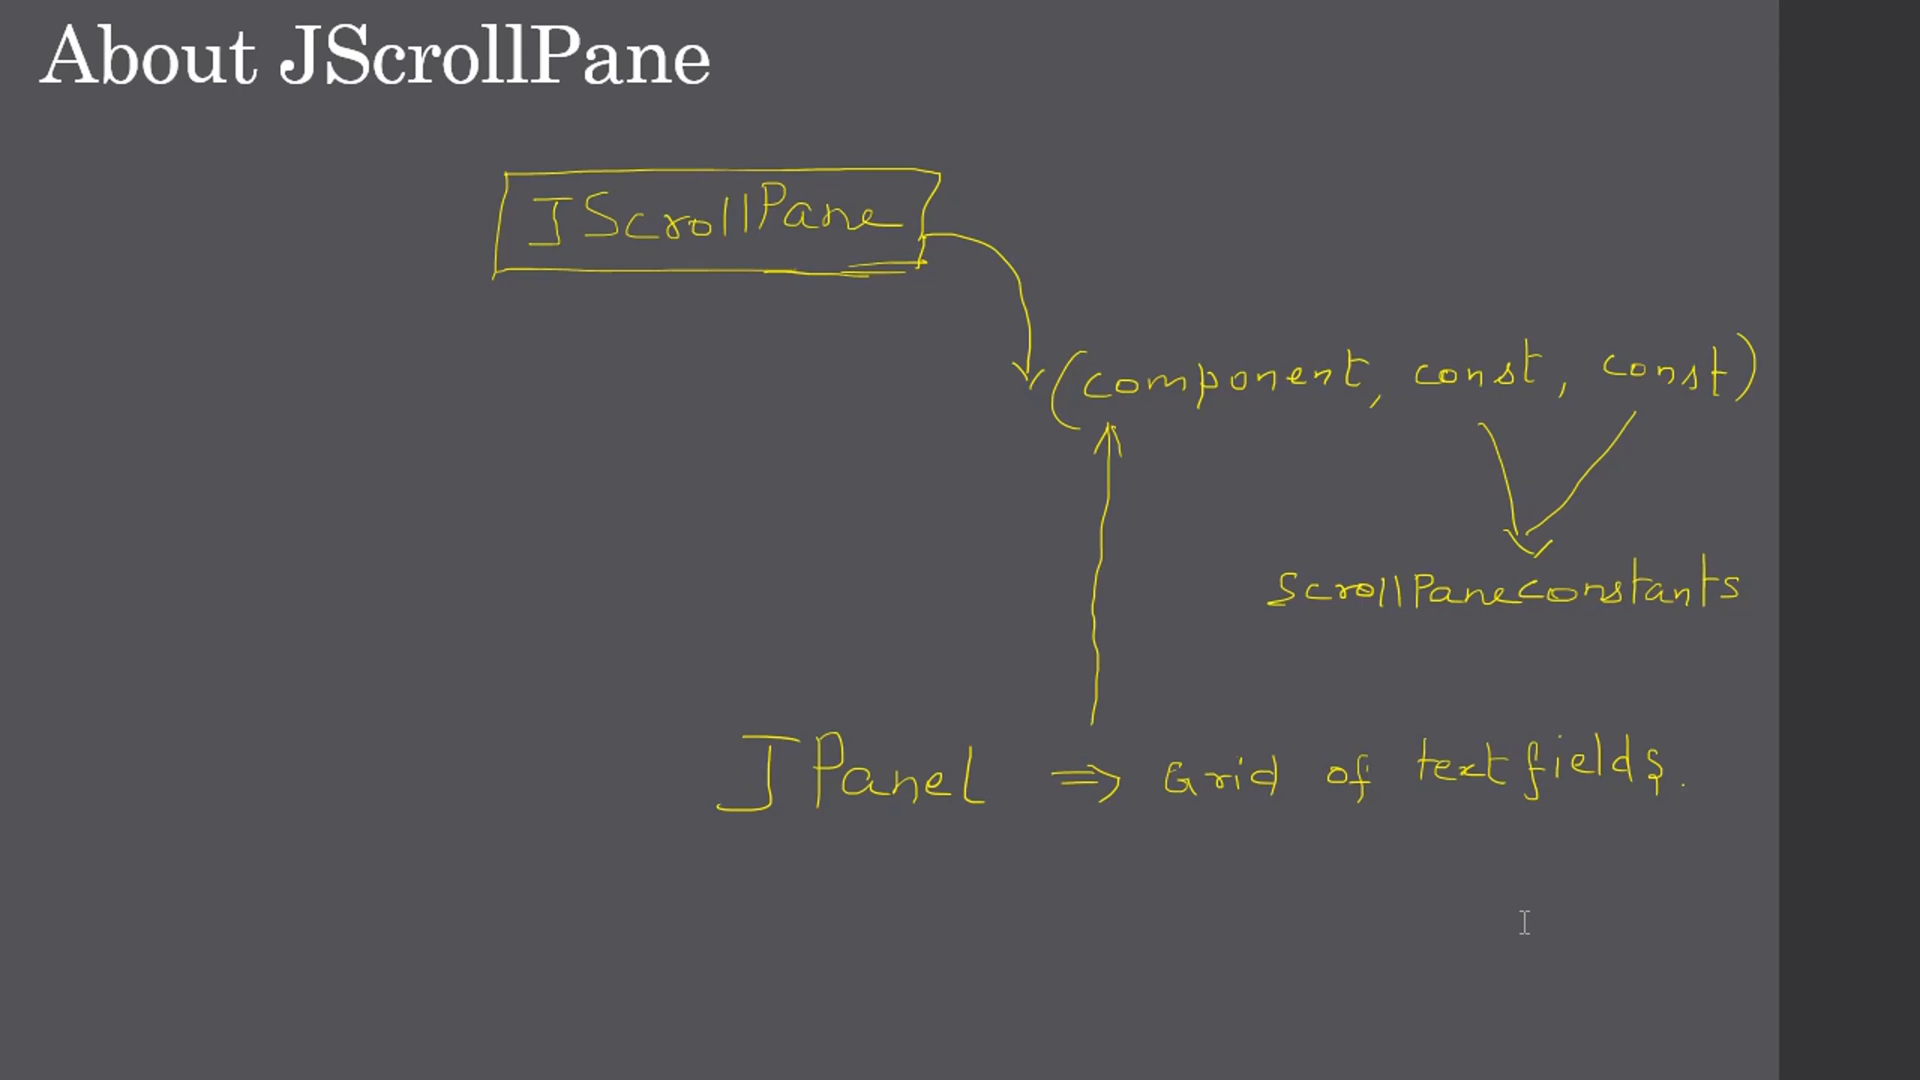 About JScrollPane
JScrollPane
(component, const, const)
ScrollPaneConstants
JPanel ⇒ Grid of textfields.